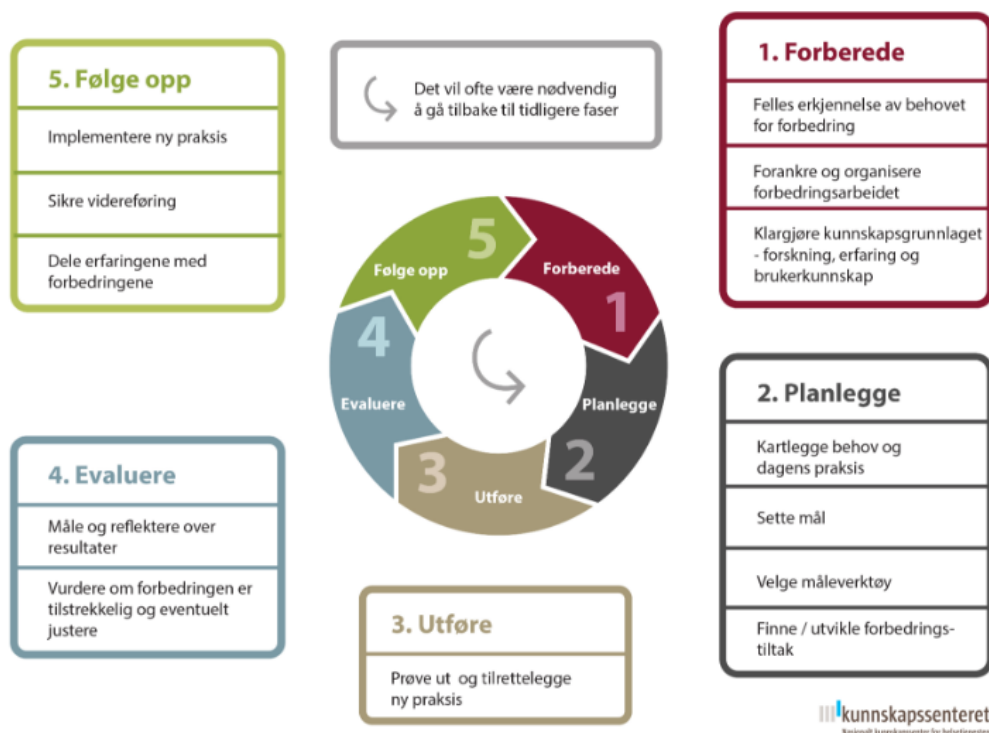 5. Følge opp
Implementere ny praksis
Sikre videreføring
Dele erfaringene med
forbedringene
Det vil ofte være nødvendig
å gå tilbake til tidligere faser
1. Forberede
Felles erkjennelse av behovet
for forbedring
Forankre og organisere
forbedringsarbeidet
Klargjøre kunnskapsgrunnlaget
- forskning, erfaring og
brukerkunnskap
5
Følge opp
Forberede
1
4
Evaluere
Planlegge
2
3
Utføre
2. Planlegge
Kartlegge behov og
dagens praksis
Sette mål
Velge måleverktøy
Finne / utvikle forbedrings-
tiltak
4. Evaluere
Måle og reflektere over
resultater
Vurdere om forbedringen er
tilstrekkelig og eventuelt
justere
3. Utføre
Prøve ut og tilrettelegge
ny praksis
kunnskapssenteret
Nasjonalt kunnskapssenter for helsetjenesten